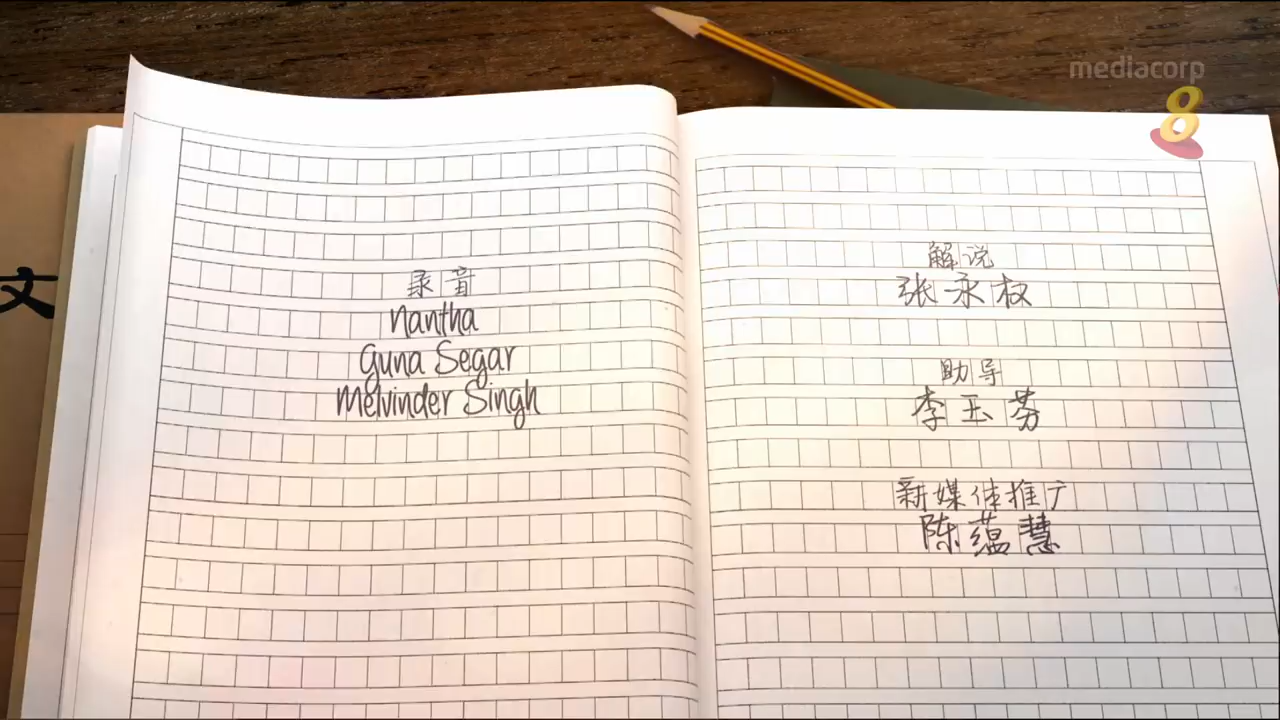 mediacorp
8
文
录音
Nantha
Guna Segar
Melvinder Singh
解说
张永权
助导
李玉芬
新媒体推广
陈蕴慧